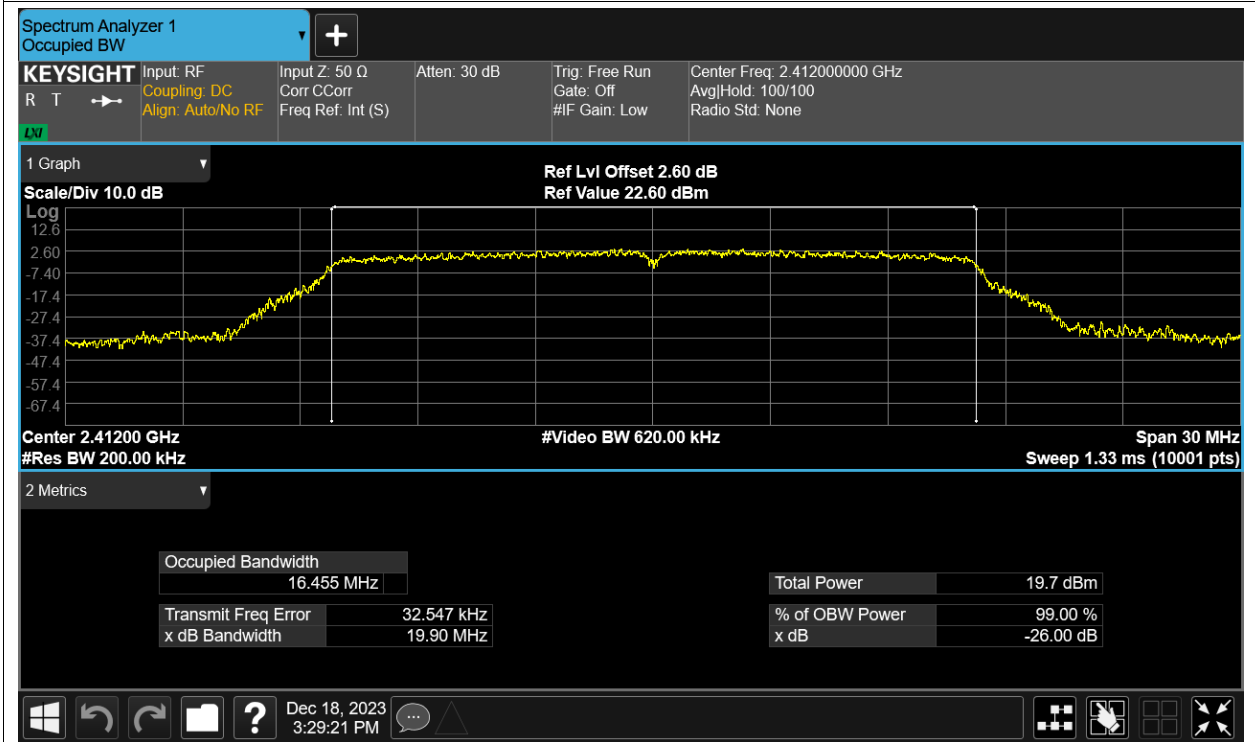 Spectrum Analyzer 1
Occupied BW
KEYSIGHT
R T
LXI
Input: RF
Coupling: DC
Align: Auto/No RF
Input Z: 50 Ω
Corr CCorr
Freq Ref: Int (S)
Atten: 30 dB
Trig: Free Run
Gate: Off
#IF Gain: Low
Center Freq: 2.412000000 GHz
Avg|Hold: 100/100
Radio Std: None
1 Graph
Scale/Div 10.0 dB
Ref Lvl Offset 2.60 dB
Ref Value 22.60 dBm
Log
12.6
2.60
-7.40
-17.4
-27.4
-37.4
-47.4
-57.4
-67.4
Center 2.41200 GHz
#Res BW 200.00 kHz
#Video BW 620.00 kHz
Span 30 MHz
Sweep 1.33 ms (10001 pts)
2 Metrics
Occupied Bandwidth
16.455 MHz
Transmit Freq Error 32.547 kHz
x dB Bandwidth 19.90 MHz
Total Power 19.7 dBm
% of OBW Power 99.00 %
x dB -26.00 dB
?
Dec 18, 2023
3:29:21 PM